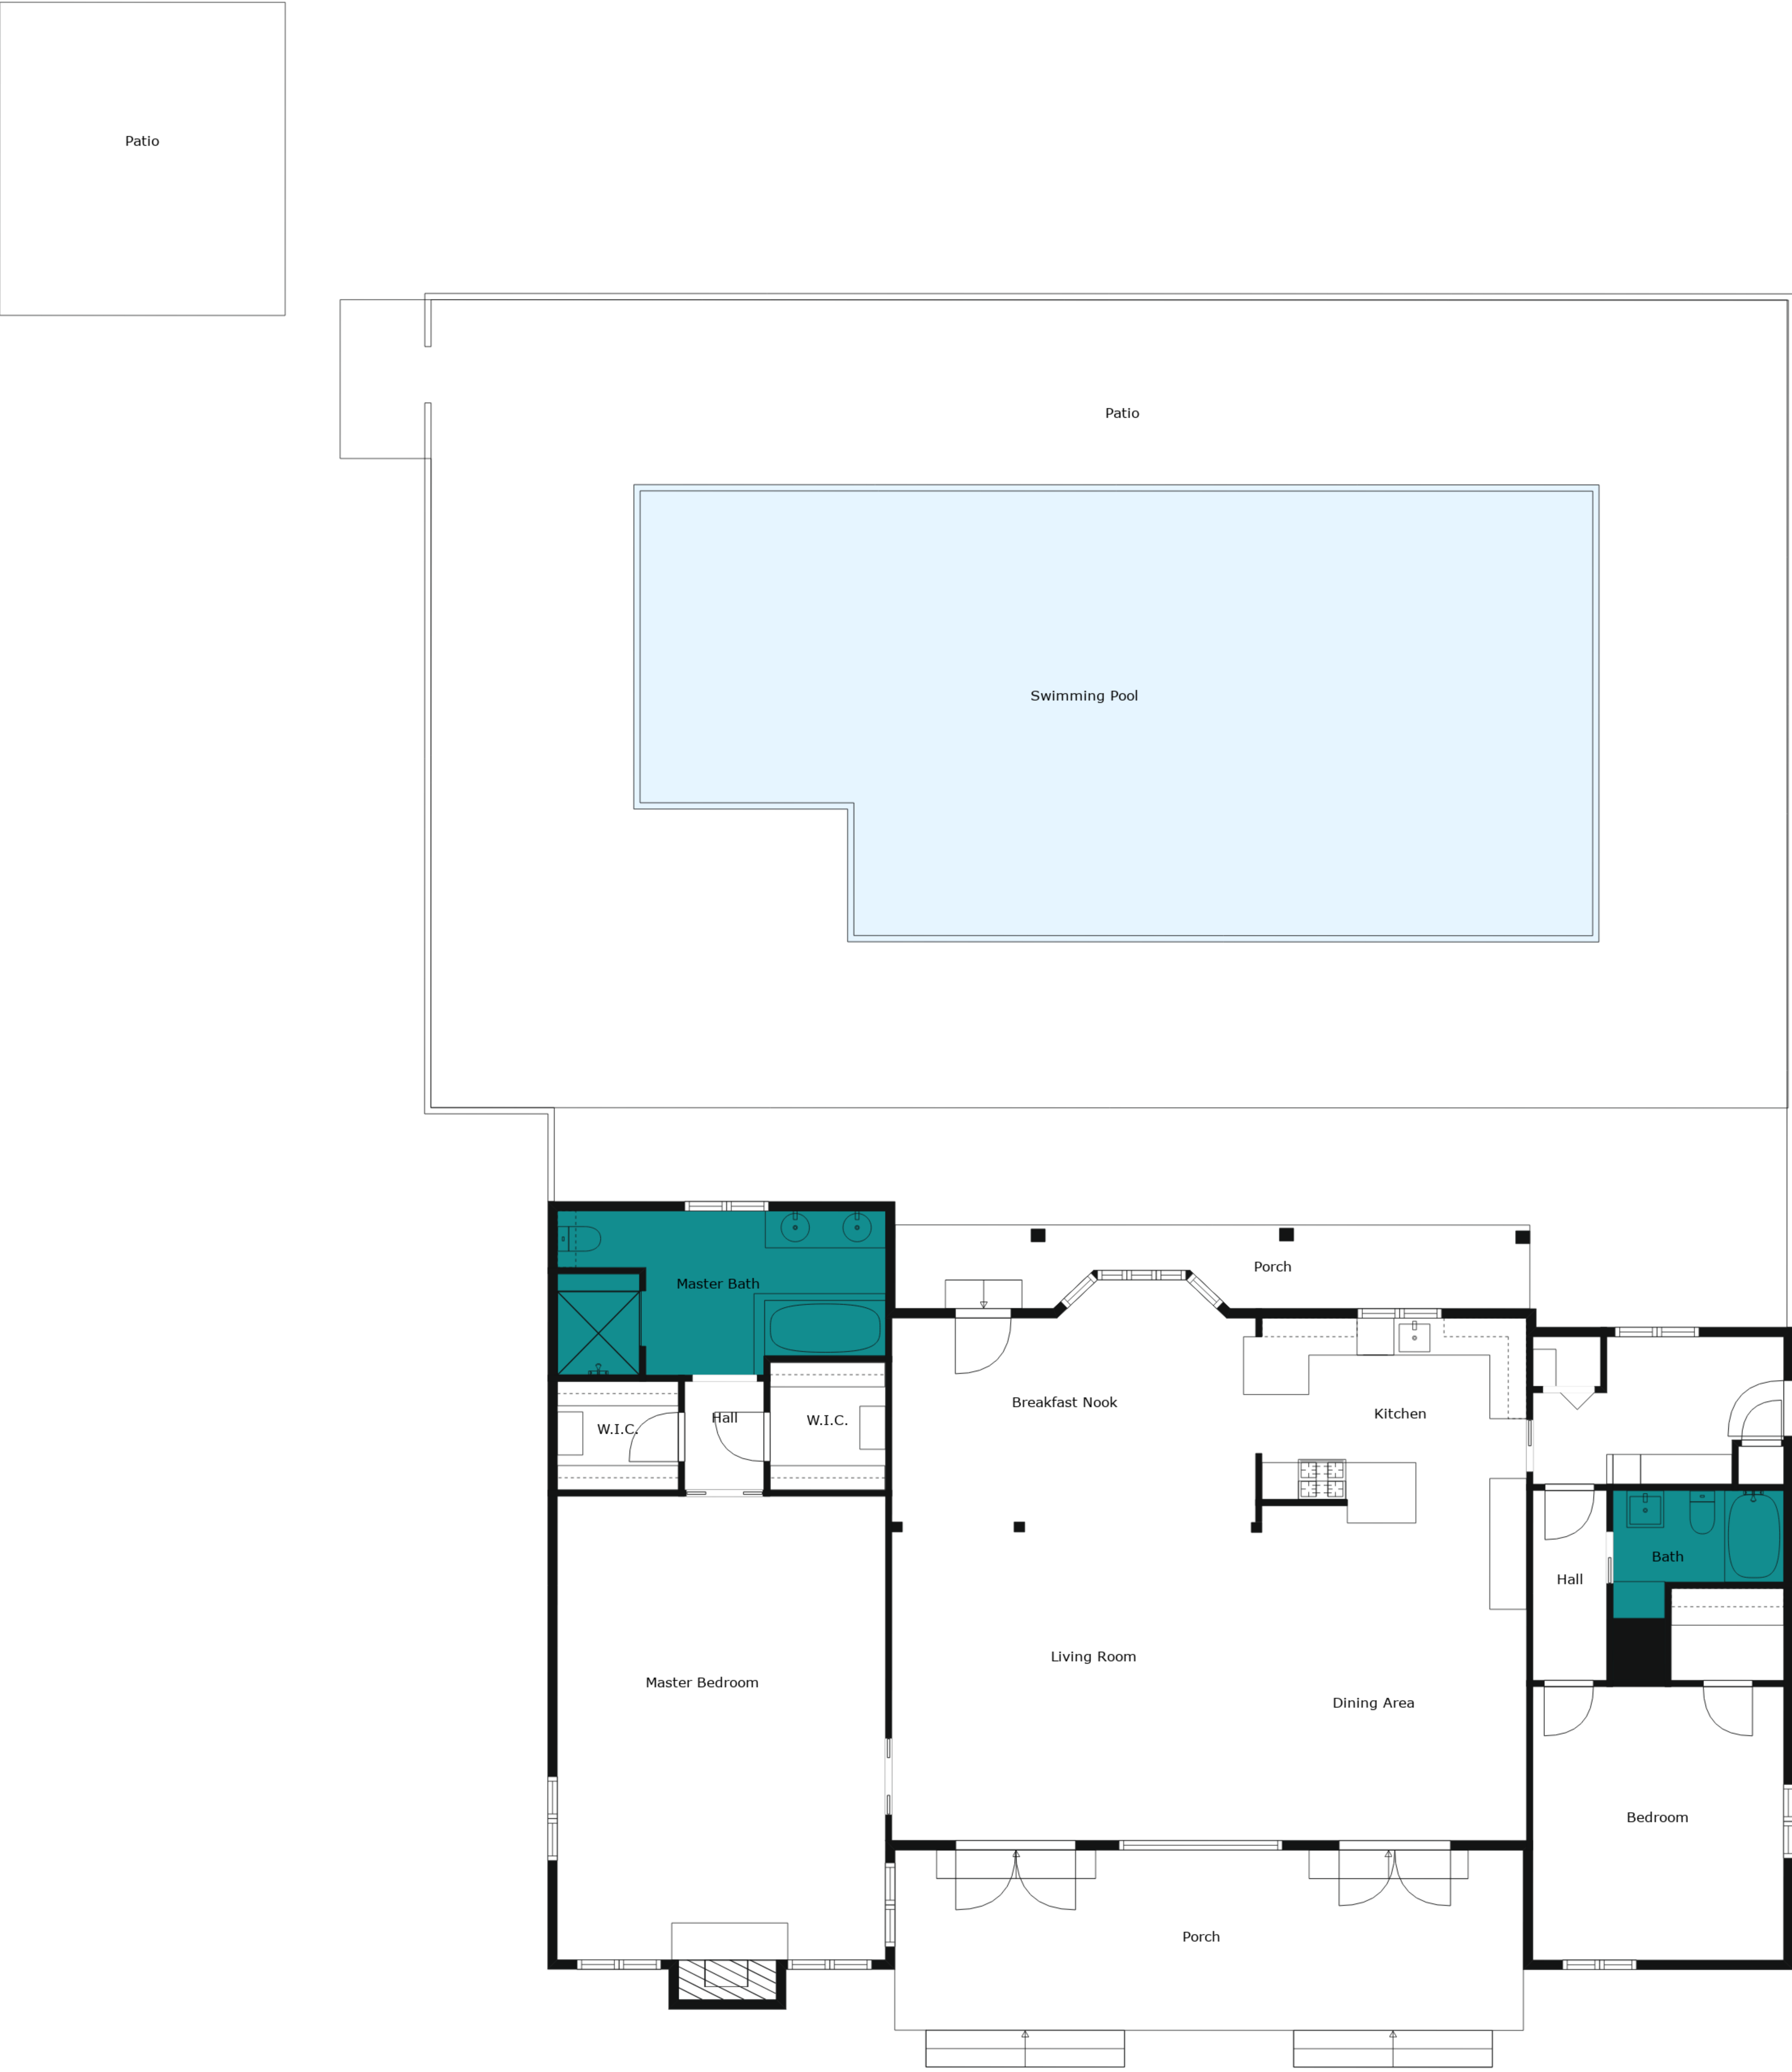 Patio
Patio
Swimming Pool
Porch
Master Bath
Breakfast Nook
Kitchen
Hall
W.I.C.
W.I.C.
Bath
Hall
Living Room
Master Bedroom
Dining Area
Bedroom
Porch